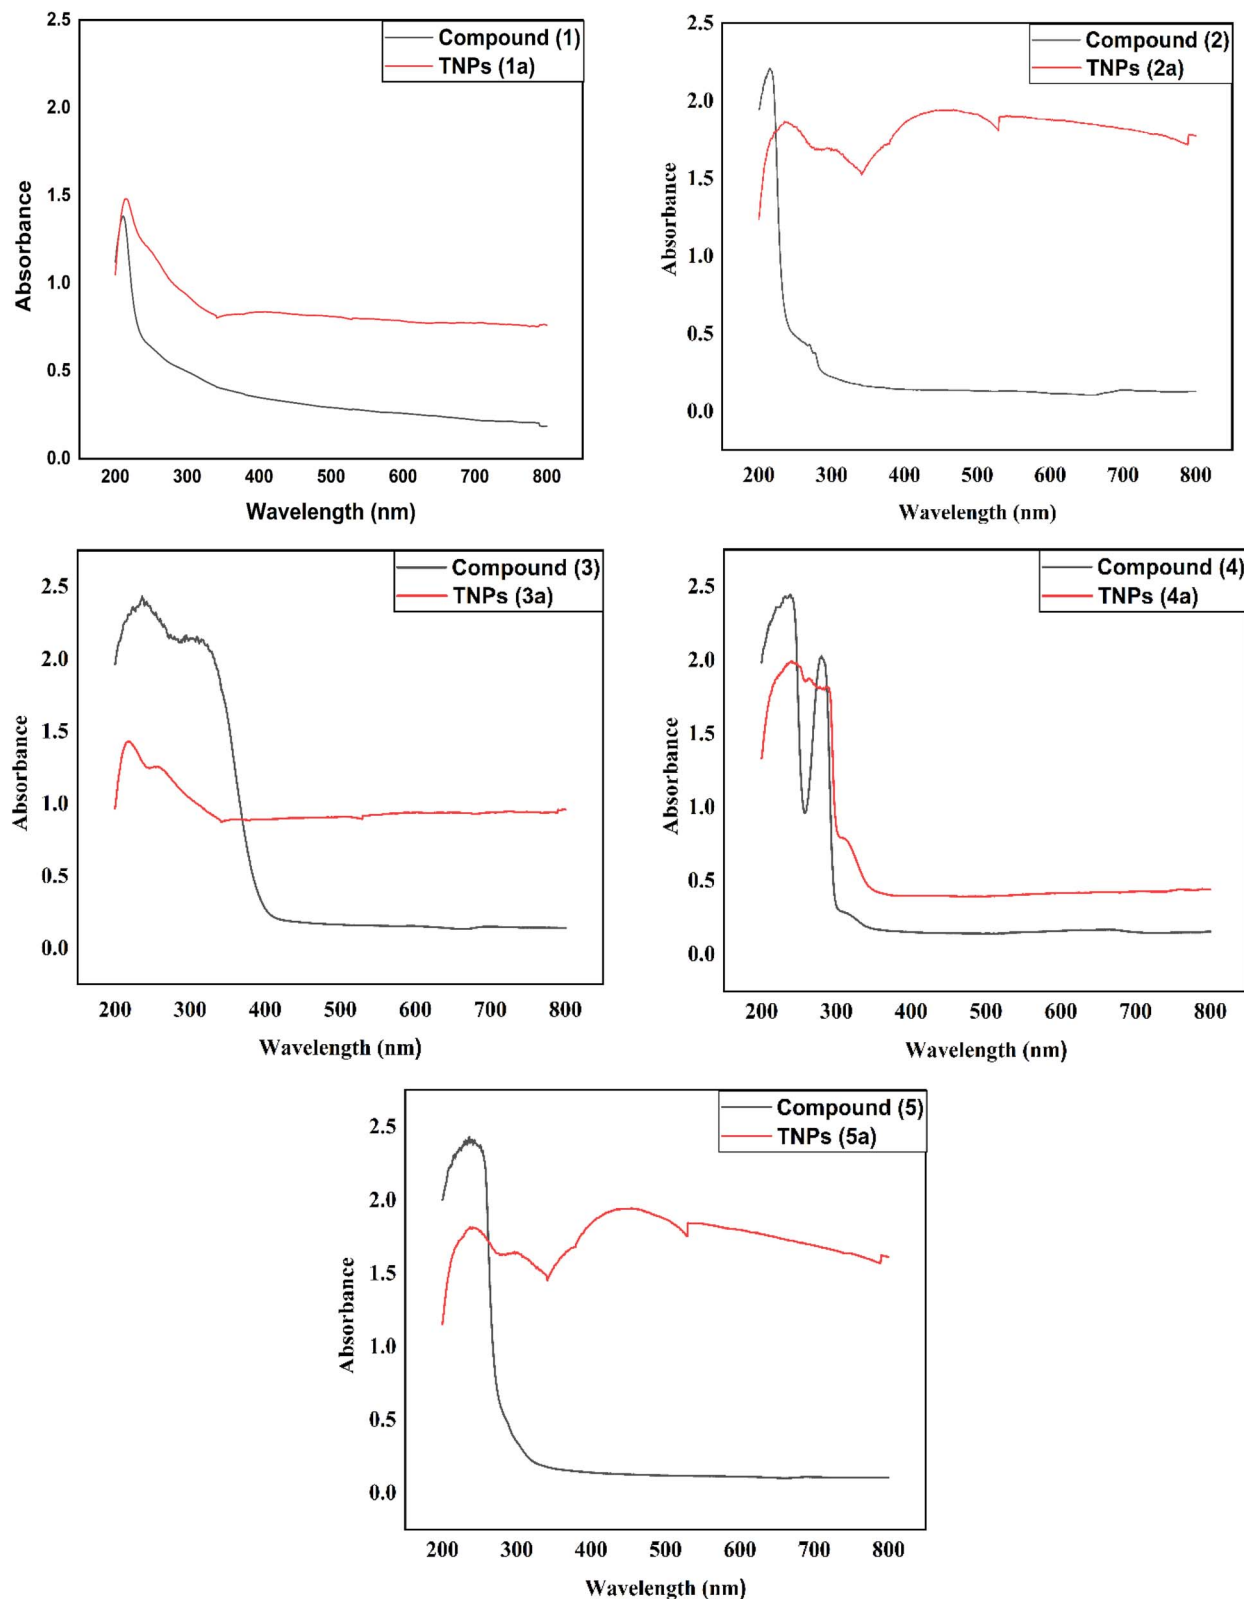 2.5
2.0
1.5
1.0
0.5
0.0
Absorbance
Compound (1)
TNPs (1a)
200 300 400 500 600 700 800
Wavelength (nm)
2.5
2.0
1.5
1.0
0.5
0.0
Absorbance
Compound (2)
TNPs (2a)
200 300 400 500 600 700 800
Wavelength (nm)
2.5
2.0
1.5
1.0
0.5
0.0
Absorbance
Compound (3)
TNPs (3a)
200 300 400 500 600 700 800
Wavelength (nm)
2.5
2.0
1.5
1.0
0.5
0.0
Absorbance
Compound (4)
TNPs (4a)
200 300 400 500 600 700 800
Wavelength (nm)
2.5
2.0
1.5
1.0
0.5
0.0
Absorbance
Compound (5)
TNPs (5a)
200 300 400 500 600 700 800
Wavelength (nm)